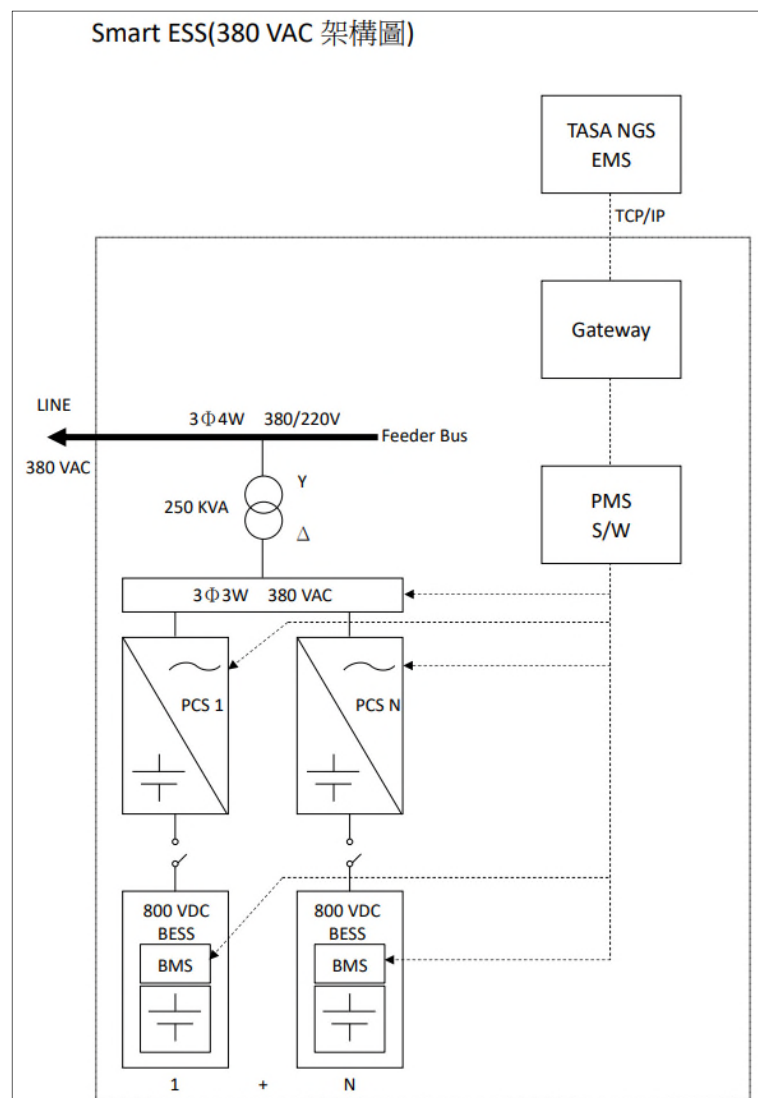 Smart ESS(380 VAC 架構圖)
TASA NGS
EMS
TCP/IP
Gateway
LINE
3Φ4W 380/220V
Feeder Bus
380 VAC
Y
250 KVA
Δ
PMS
S/W
3Φ3W 380 VAC
PCS 1
PCS N
800 VDC
BESS
BMS
800 VDC
BESS
BMS
1 + N